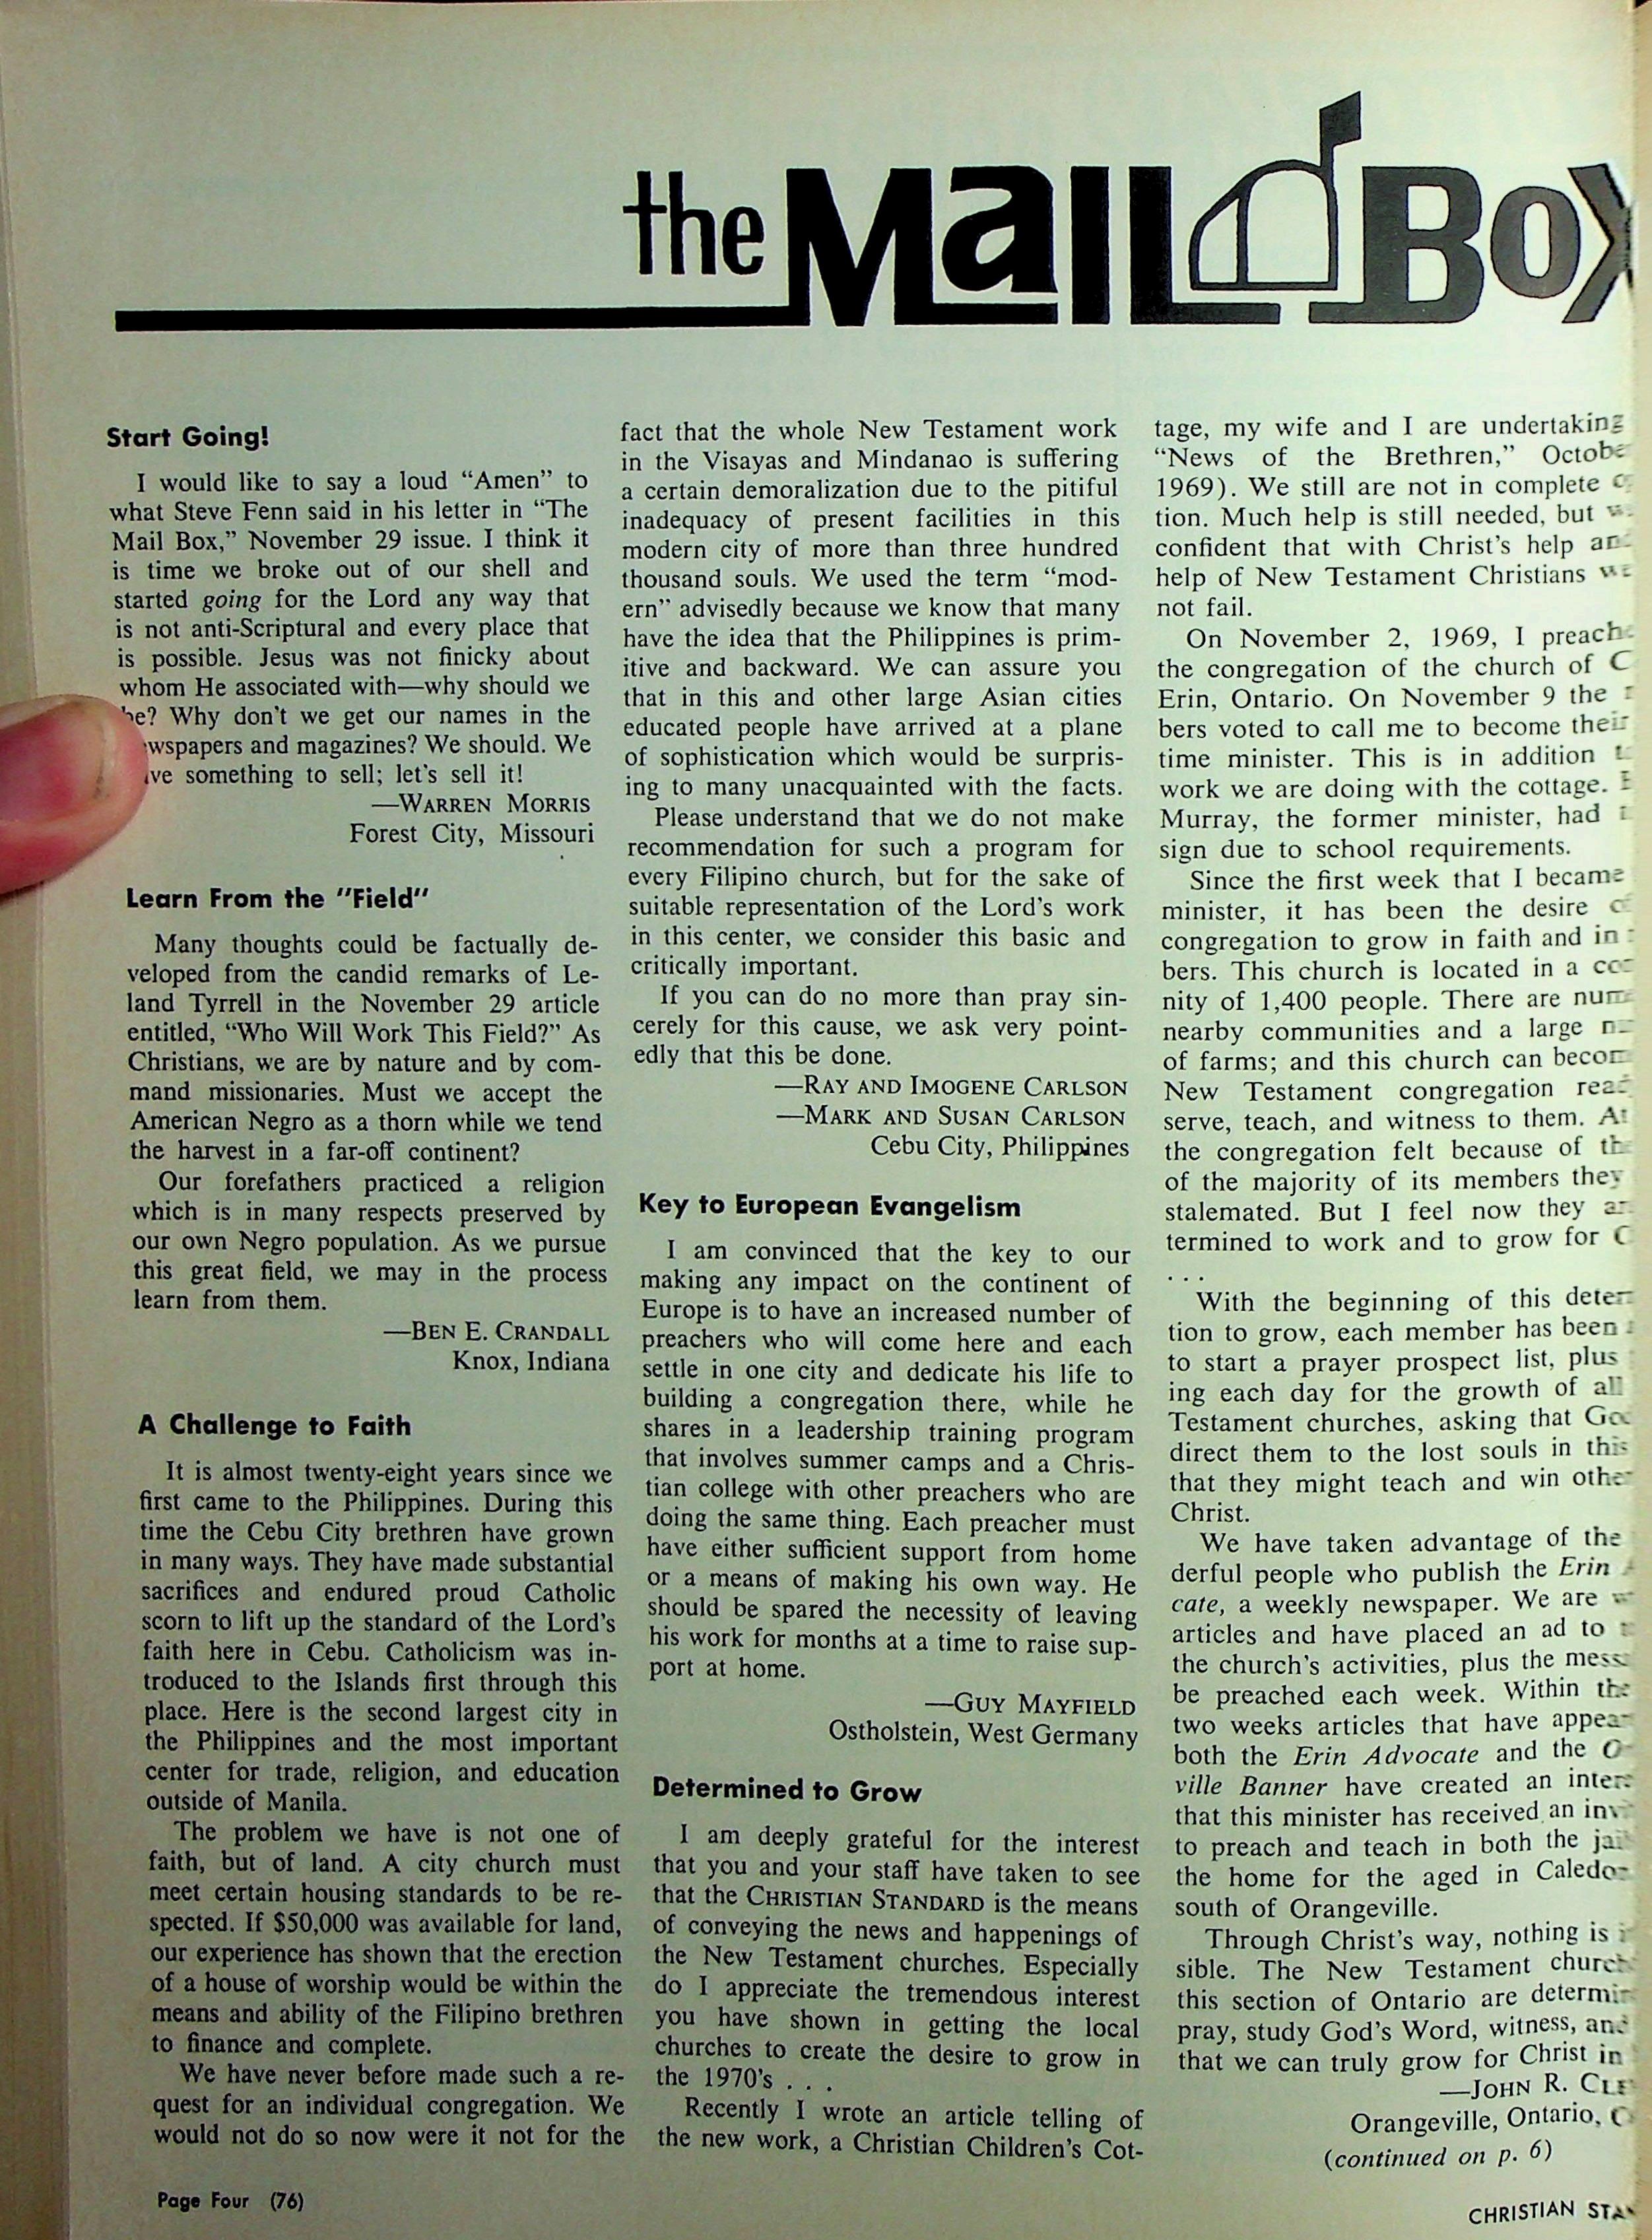 the Mail Box
Start Going!
I would like to say a loud “Amen” to
what Steve Fenn said in his letter in “The
Mail Box,” November 29 issue. I think it
is time we broke out of our shell and
started going for the Lord any way that
is not anti-Scriptural and every place that
is possible. Jesus was not finicky about
whom He associated with—why should we
? Why don’t we get our names in the
and magazines? We should. We
something to sell; let’s sell it!
—WARREN MORRIS
Forest City, Missouri
Learn From the "Field"
Many thoughts could be factually de-
veloped from the candid remarks of Le-
land Tyrrell in the November 29 article
entitled, “Who Will Work This Field?” As
Christians, we are by nature and by com-
mand missionaries. Must we accept the
American Negro as a thorn while we tend
the harvest in a far-off continent?
Our forefathers practiced a religion
which is in many respects preserved by
our own Negro population. As we pursue
this great field, we may in the process
learn from them.
—BEN E. CRANDALL
Knox, Indiana
A Challenge to Faith
It is almost twenty-eight years since we
first came to the Philippines. During this
time the Cebu City brethren have grown
in many ways. They have made substantial
sacrifices and endured proud Catholic
scorn to lift up the standard of the Lord’s
faith here in Cebu. Catholicism was in-
troduced to the Islands first through this
place. Here is the second largest city in
the Philippines and the most important
center for trade, religion, and education
outside of Manila.
The problem we have is not one of
faith, but of land. A city church must
meet certain housing standards to be re-
spected. If $50,000 was available for land,
our experience has shown that the erection
of a house of worship would be within the
means and ability of the Filipino brethren
to finance and complete.
We have never before made such a re-
quest for an individual congregation. We
would not do so now were it not for the
fact that the whole New Testament work
in the Visayas and Mindanao is suffering
a certain demoralization due to the pitiful
inadequacy of present facilities in this
modern city of more than three hundred
thousand souls. We used the term “mod-
ern” advisedly because we know that many
have the idea that the Philippines is prim-
itive and backward. We can assure you
that in this and other large Asian cities
educated people have arrived at a plane
of sophistication which would be surpris-
ing to many unacquainted with the facts.
Please understand that we do not make
recommendation for such a program for
every Filipino church, but for the sake of
suitable representation of the Lord’s work
in this center, we consider this basic and
critically important.
If you can do no more than pray sin-
cerely for this cause, we ask very point-
edly that this be done.
—RAY AND IMOGENE CARLSON
—MARK AND SUSAN CARLSON
Cebu City, Philippines
Key to European Evangelism
I am convinced that the key to our
making any impact on the continent of
Europe is to have an increased number of
preachers who will come here and each
settle in one city and dedicate his life to
building a congregation there, while he
shares in a leadership training program
that involves summer camps and a Chris-
tian college with other preachers who are
doing the same thing. Each preacher must
have either sufficient support from home
or a means of making his own way. He
should be spared the necessity of leaving
his work for months at a time to raise sup-
port at home.
—GUY MAYFIELD
Ostholstein, West Germany
Determined to Grow
I am deeply grateful for the interest
that you and your staff have taken to see
that the CHRISTIAN STANDARD is the means
of conveying the news and happenings of
the New Testament churches. Especially
do I appreciate the tremendous interest
you have shown in getting the local
churches to create the desire to grow in
the 1970’s . . .
Recently I wrote an article telling of
the new work, a Christian Children’s Cot-
tage, my wife and I are undertaking
“News of the Brethren,”
1969). We still are not in complete
tion. Much help is still needed, but
confident that with Christ’s help
help of New Testament Christians
not fail.
On November 2, 1969, I
the congregation of the church of
Erin, Ontario. On November 9 the
bers voted to call me to become their
time minister. This is in addition
work we are doing with the cottage.
Murray, the former minister, had
sign due to school requirements.
Since the first week that I became
minister, it has been the desire
congregation to grow in faith and in
bers. This church is located in a
nity of 1,400 people. There are
nearby communities and a large
of farms; and this church can
New Testament congregation
serve, teach, and witness to them.
the congregation felt because of
of the majority of its members they
stalemated. But I feel now they
termined to work and to grow for
. . .
With the beginning of this
tion to grow, each member has been
to start a prayer prospect list, plus
ing each day for the growth of all
Testament churches, asking that
direct them to the lost souls in this
that they might teach and win
Christ.
We have taken advantage of the
derful people who publish the Erin
cate, a weekly newspaper. We are
articles and have placed an ad to
the church’s activities, plus the
be preached each week. Within the
two weeks articles that have
both the Erin Advocate and the
ville Banner have created an
that this minister has received an
to preach and teach in both the
the home for the aged in
south of Orangeville.
Through Christ’s way, nothing is
sible. The New Testament
this section of Ontario are
pray, study God’s Word, witness,
that we can truly grow for Christ in
—JOHN R.
Orangeville, Ontario,
(continued on p. 6)
Page Four (76)
CHRISTIAN